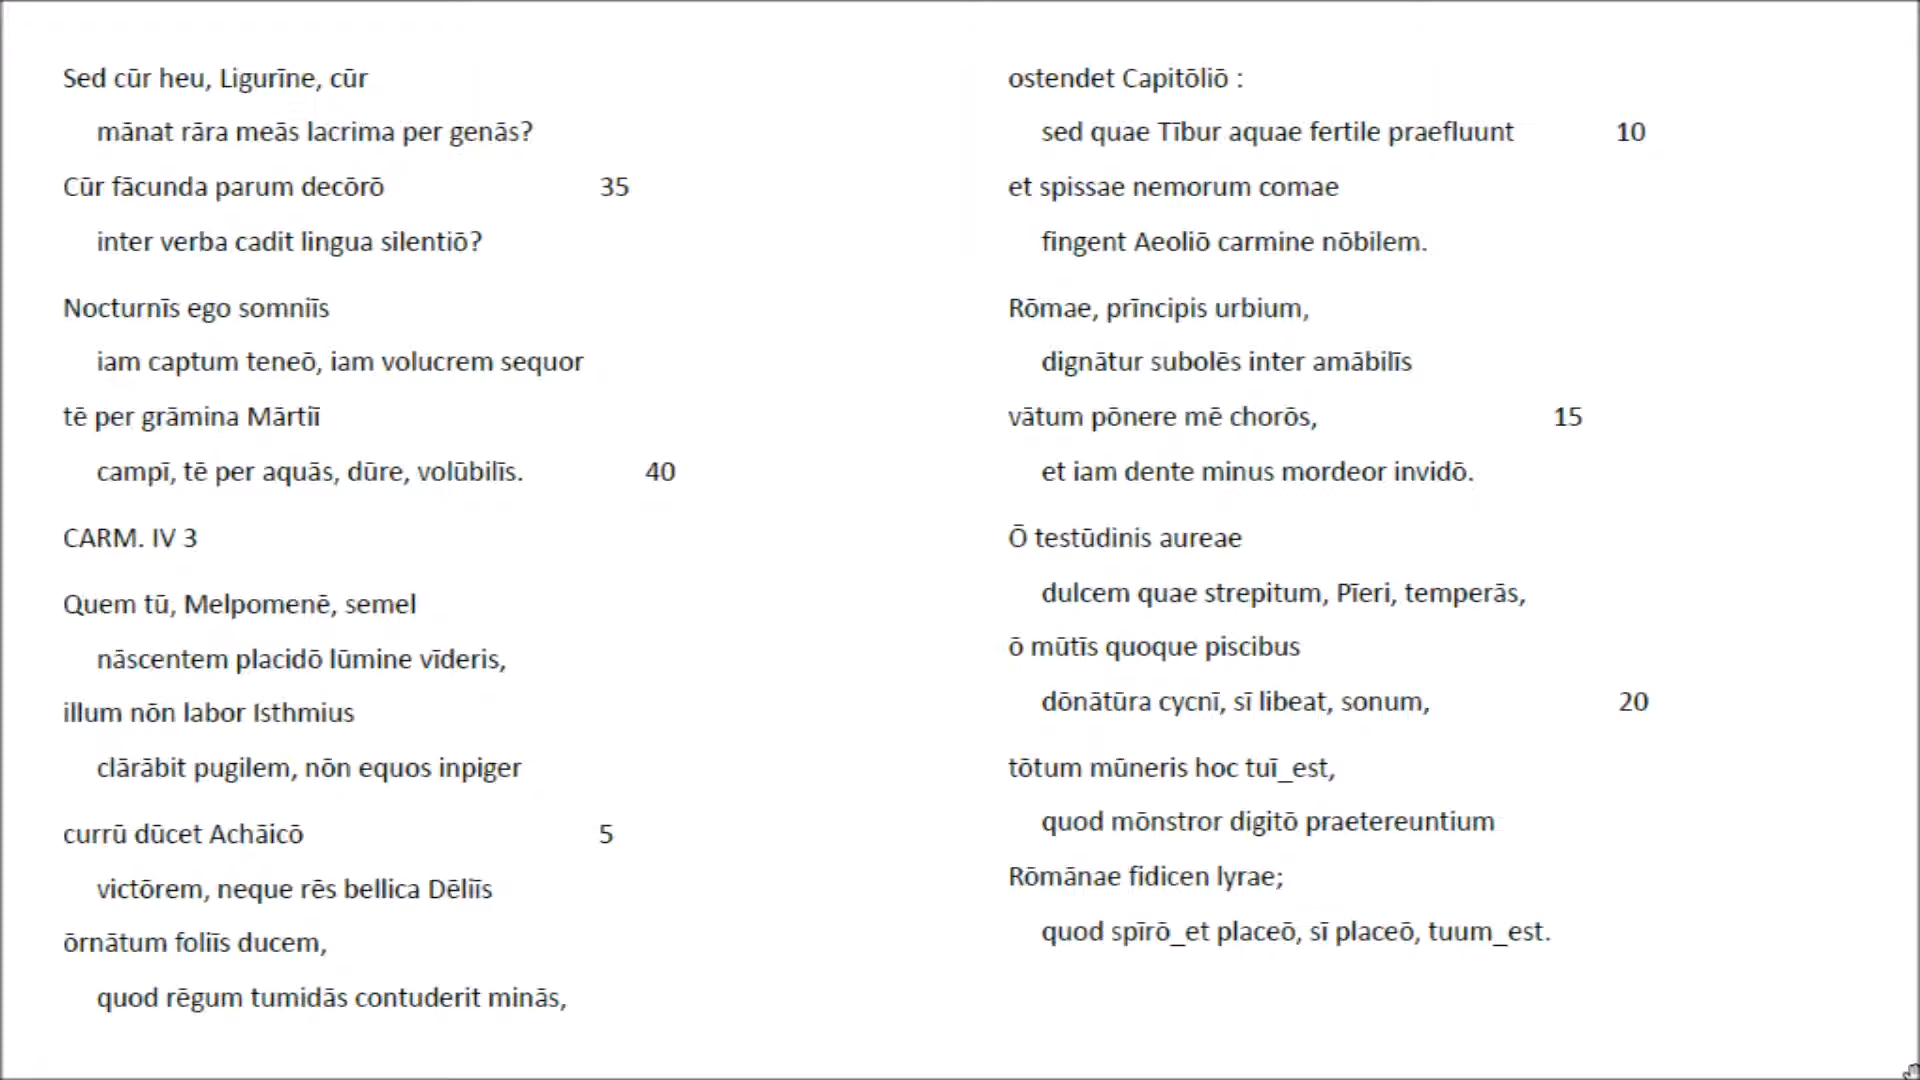 Sed cūr heu, Ligurīne, cūr
mānat rāra meās lacrima per genās?
Cūr fācunda parum decōrō 35
inter verba cadit lingua silentiō?
Nocturnīs ego somniīs
iam captum teneō, iam volucrem sequor
tē per grāmina Mārtiī
campī, tē per aquās, dūre, volūbilīs. 40
CARM. IV 3
Quem tū, Melpomenē, semel
nāscentem placidō lūmine vīderis,
illum nōn labor Isthmius
clārābit pugilem, nōn equos inpiger
currū dūcet Achāicō 5
victōrem, neque rēs bellica Dēliīs
ōrnātum foliīs ducem,
quod rēgum tumidās contuderit minās,
ostendet Capitōliō :
sed quae Tībur aquae fertile praefluunt 10
et spissae nemorum comae
fingent Aeoliō carmine nōbilem.
Rōmae, prīncipis urbium,
dignātur subolēs inter amābilīs
vātum pōnere mē chorōs, 15
et iam dente minus mordeor invidō.
Ō testūdinis aureae
dulcem quae strepitum, Pīeri, temperās,
ō mūtīs quoque piscibus
dōnātūra cycnī, sī libeat, sonum, 20
tōtum mūneris hoc tuī_est,
quod mōnstror digitō praetereuntium
Rōmānae fidicen lyrae;
quod spīrō_et placeō, sī placeō, tuum_est.